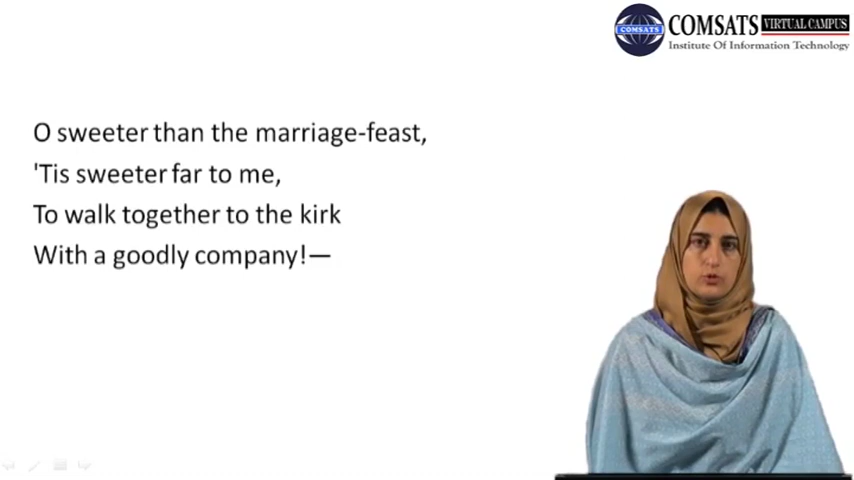 COMSATS VIRTUAL CAMPUS
COMSATS
Institute Of Information Technology
O sweeter than the marriage-feast,
'Tis sweeter far to me,
To walk together to the kirk
With a goodly company!—